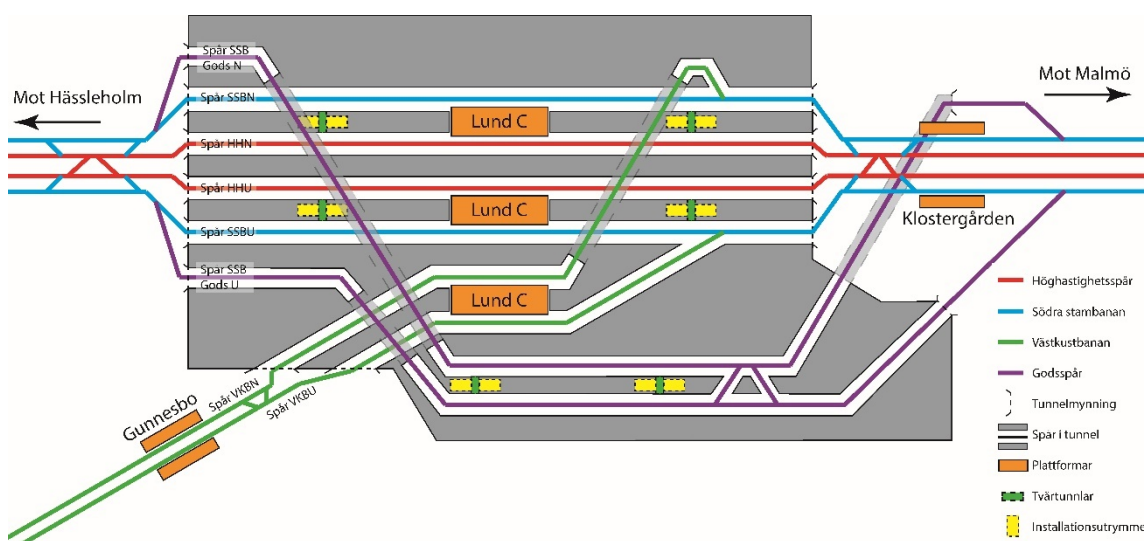 Spår SSB
Gods N
Mot Hässleholm
Mot Malmö
Spår SSBN
Lund C
Spår HHN
Spår HHU
Lund C
Klostergården
Spår SSBU
Spår SSB
Gods U
Lund C
Höghastighetsspår
Södra stambanan
Västkustbanan
Godsspår
Spår VKBN
Spår VKBU
Gunnesbo
Tunnelmynning
Spår i tunnel
Plattformar
Tvärtunnlar
Installationsutrymme